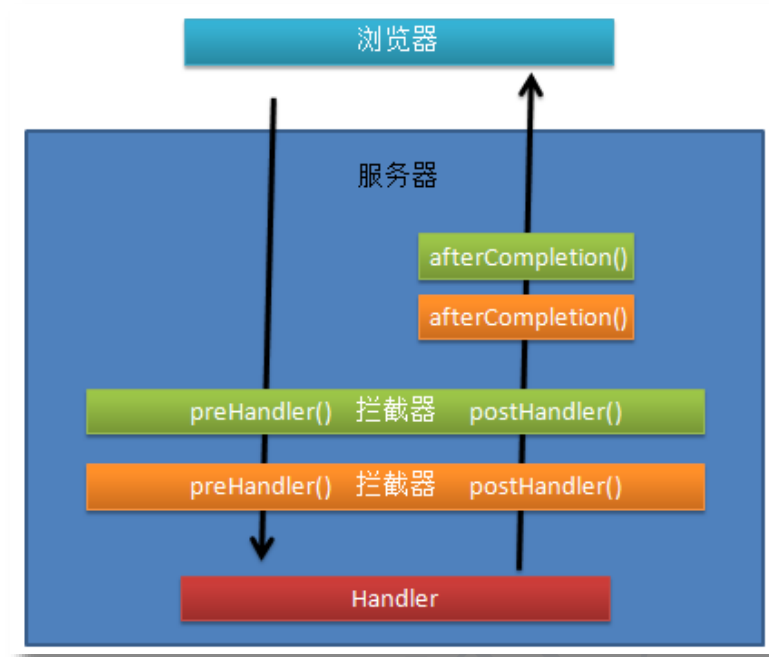 浏览器
服务器
afterCompletion()
afterCompletion()
preHandler() 拦截器 postHandler()
preHandler() 拦截器 postHandler()
Handler